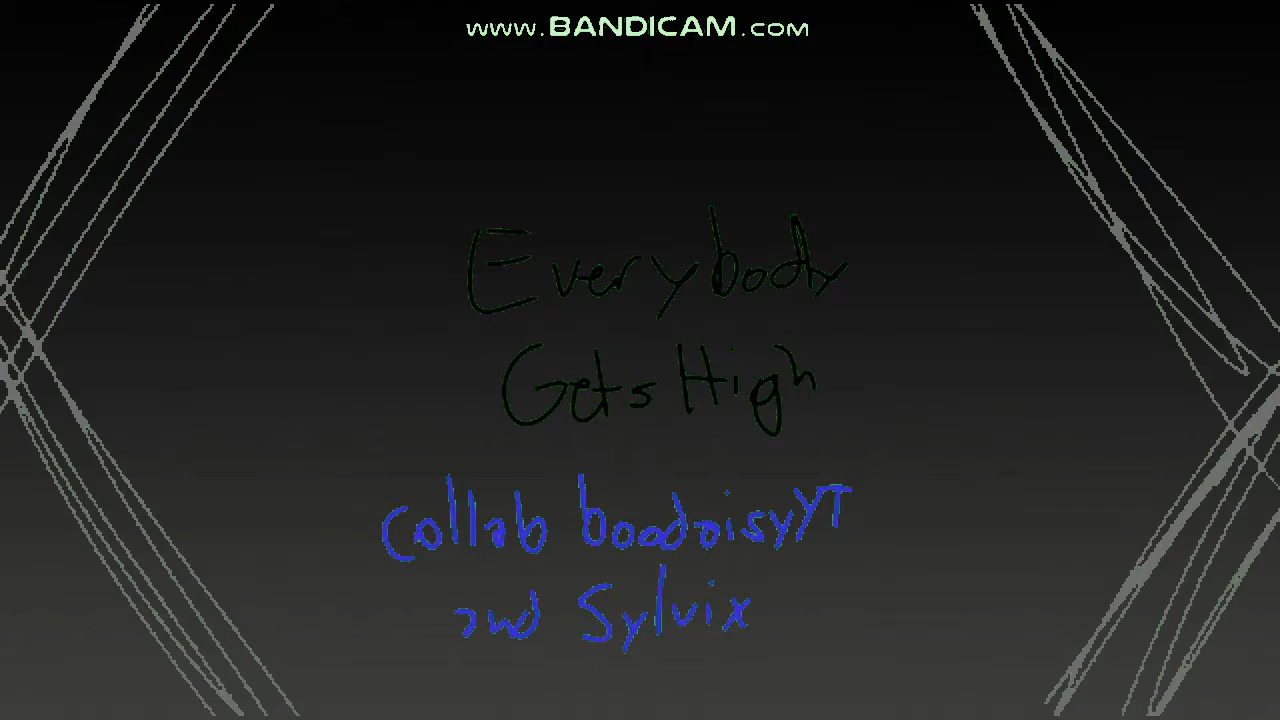 www.BANDICAM.com
Everybody
Gets High
collab boodoisyYT
and Sylvix